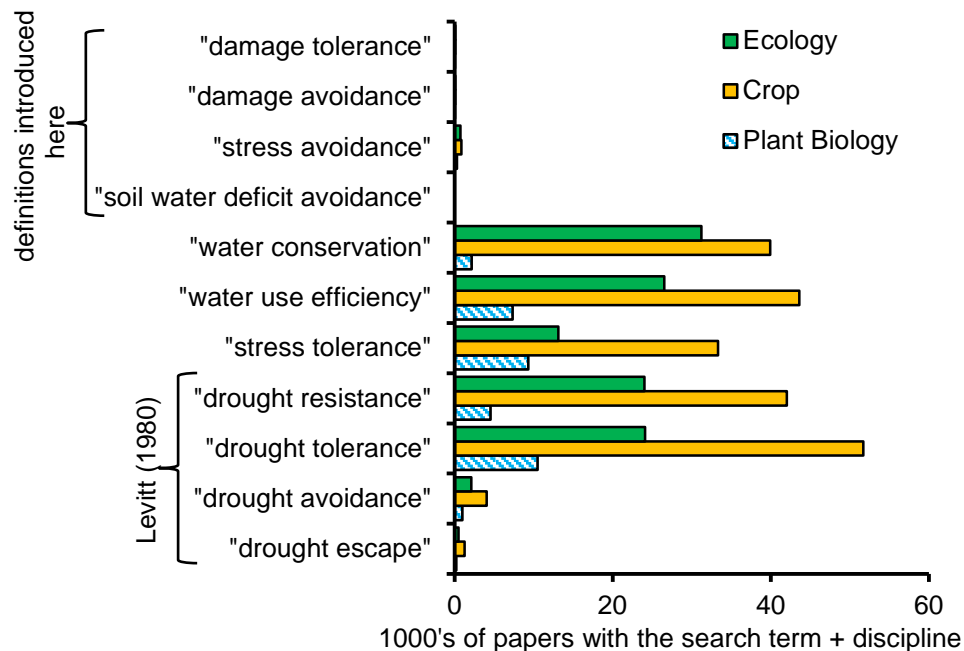 "damage tolerance"
"damage avoidance"
"stress avoidance"
"soil water deficit avoidance"
"water conservation"
"water use efficiency"
"stress tolerance"
"drought resistance"
"drought tolerance"
"drought avoidance"
"drought escape"
definitions introduced
here
Levitt (1980)
Ecology
Crop
Plant Biology
0
20
40
60
1000's of papers with the search term + discipline